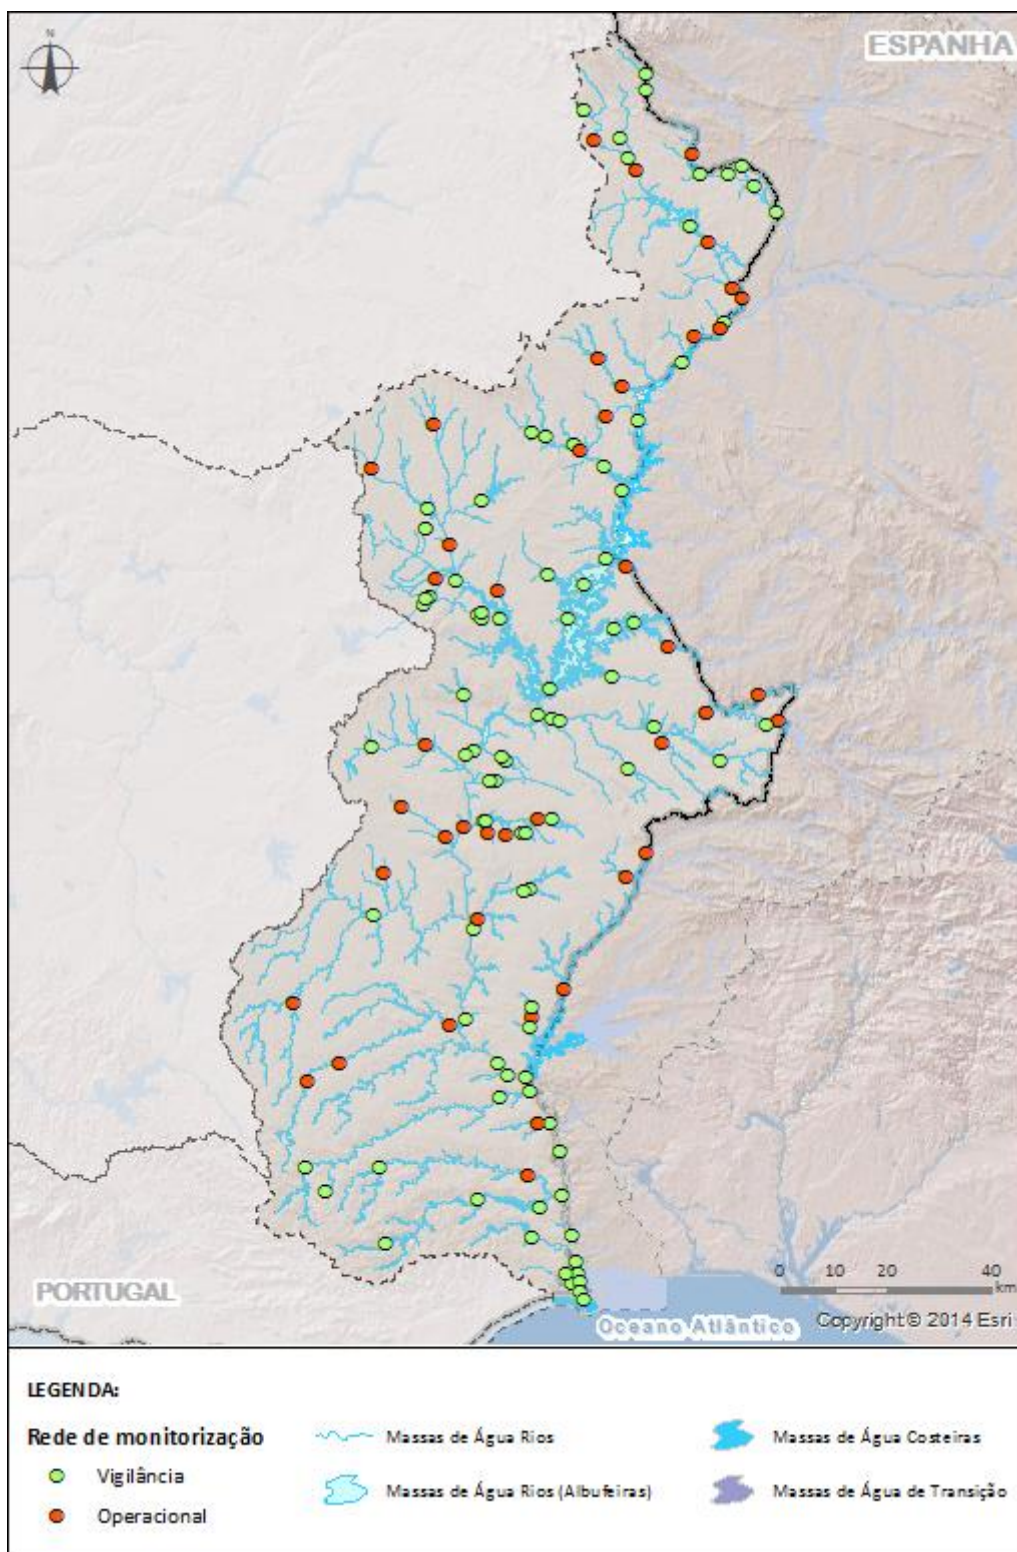 N
ESPANHA
PORTUGAL
0 10 20 40
km
Oceano Atlântico
Copyright:© 2014 Esri
LEGENDA:
Rede de monitorização
Vigilância
Operacional
Massas de Água Rios
Massas de Água Rios (Albufeiras)
Massas de Água Costeiras
Massas de Água de Transição